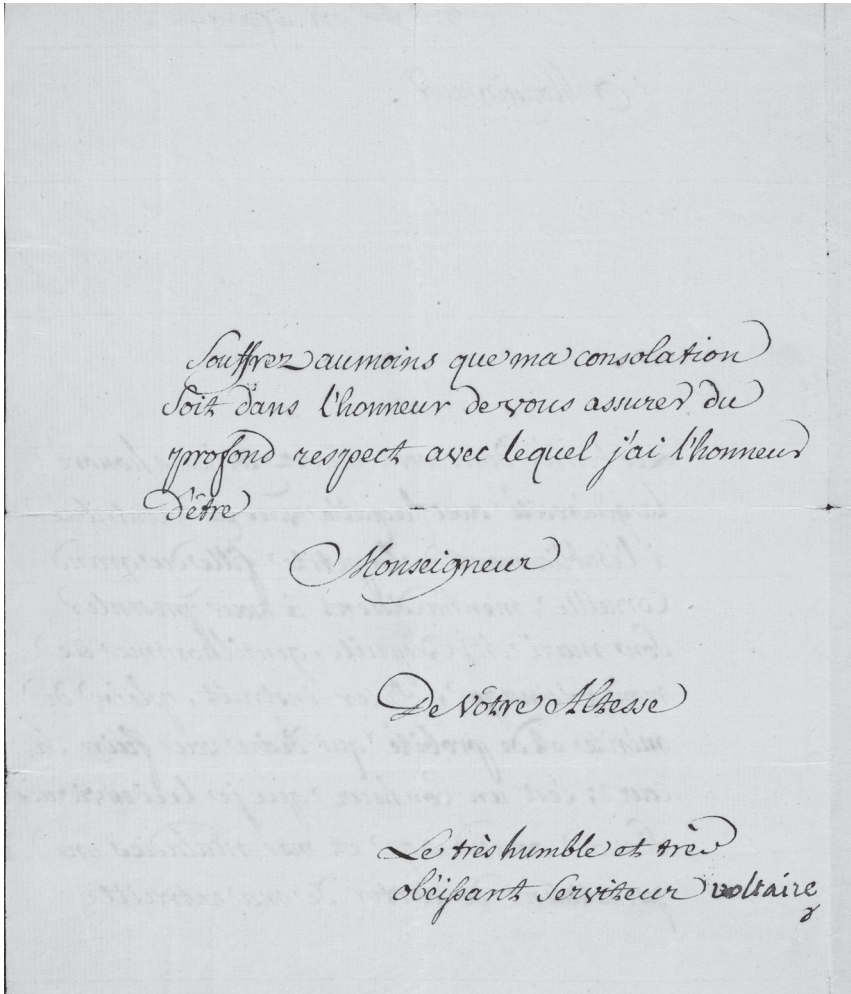 Souffrez aumoins que ma consolation
soit dans l'honneur de vous assurer du
profond respect avec lequel j'ai l'honneur
d'être
Monseigneur
De vôtre Altesse
Le très humble et très
obéissant serviteur voltaire